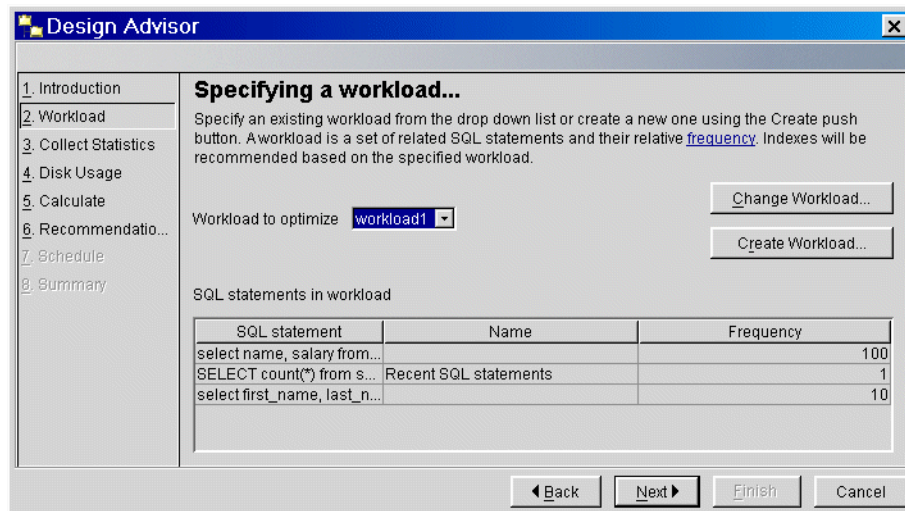 Design Advisor
1. Introduction
2. Workload
3. Collect Statistics
4. Disk Usage
5. Calculate
6. Recommendatio...
7. Schedule
8. Summary
Specifying a workload...
Specify an existing workload from the drop down list or create a new one using the Create push
button. A workload is a set of related SQL statements and their relative frequency. Indexes will be
recommended based on the specified workload.
Workload to optimize workload1
Change Workload...
Create Workload...
SQL statements in workload
SQL statement Name Frequency
select name, salary from... 100
SELECT count(*) from s... Recent SQL statements 1
select first_name, last_n... 10
Back Next Finish Cancel